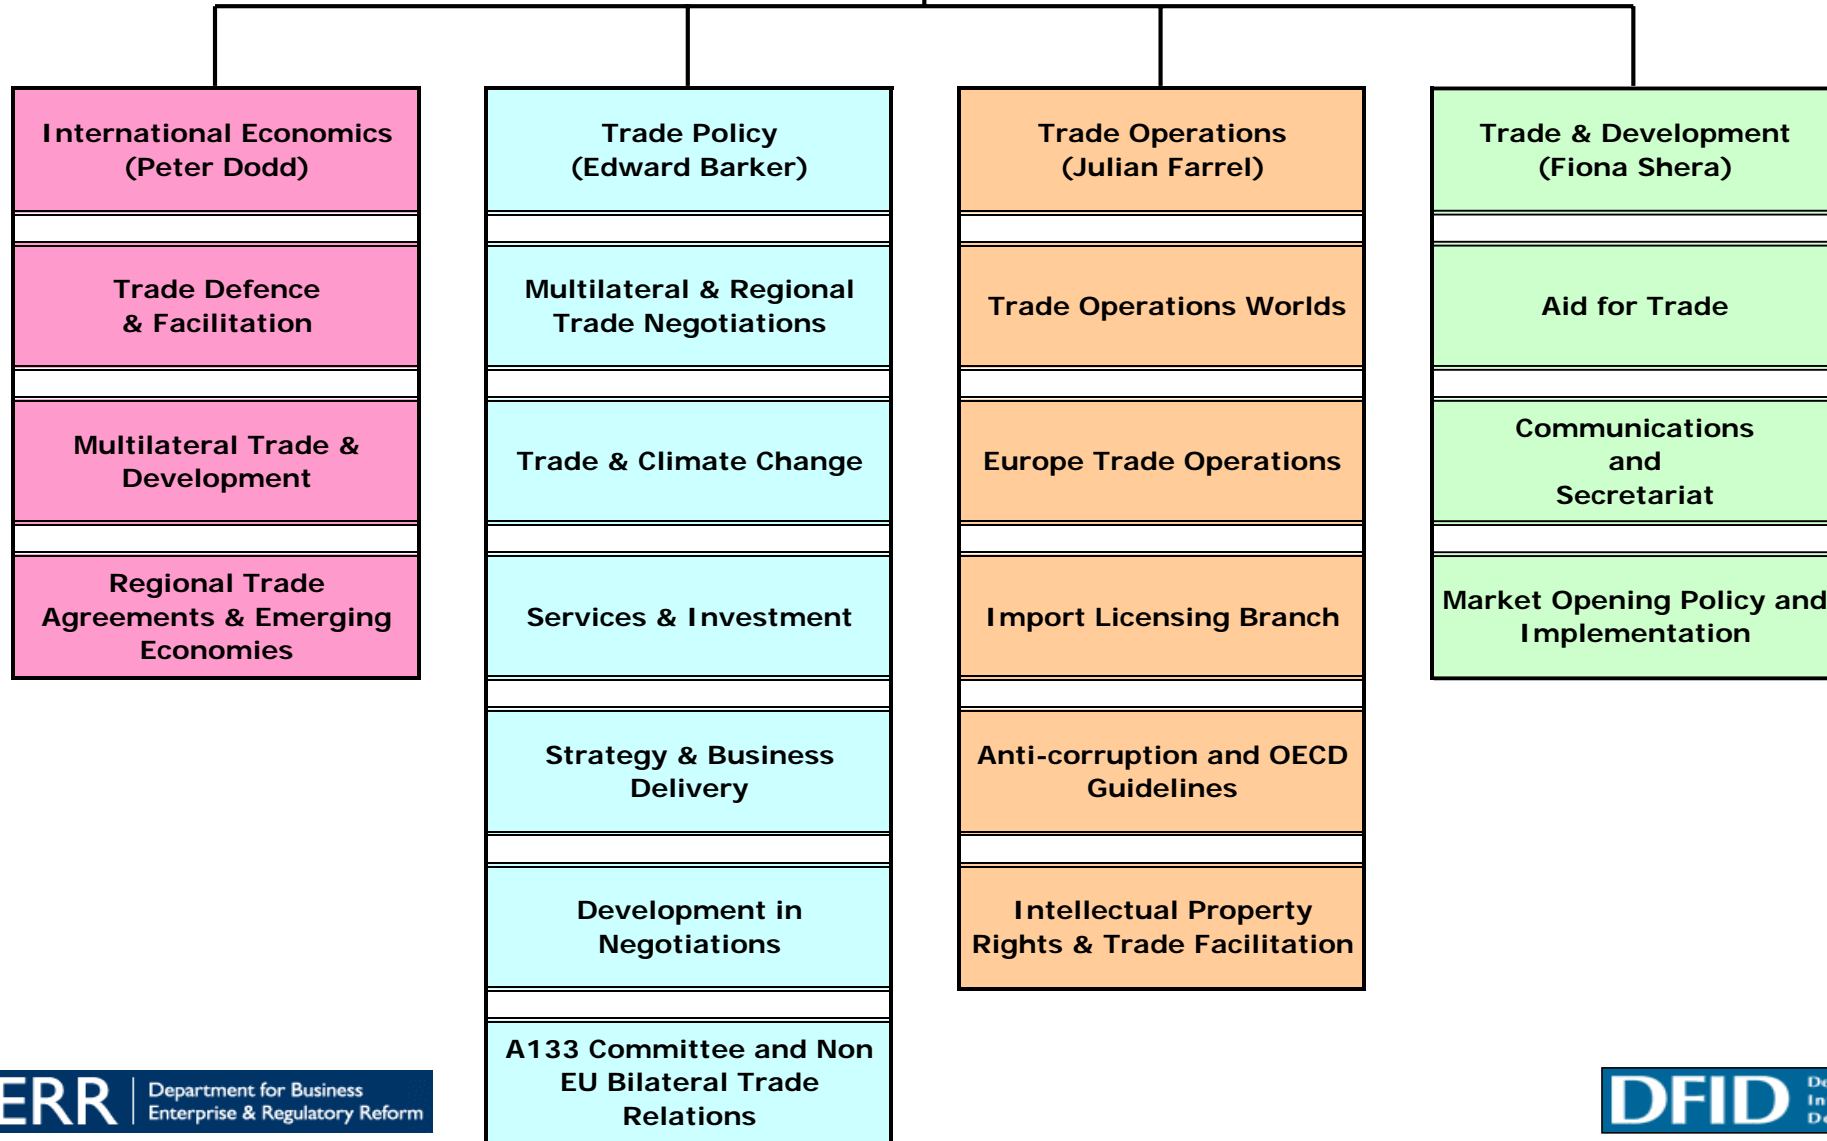 International Economics
(Peter Dodd)
Trade Defence
& Facilitation
Multilateral Trade &
Development
Regional Trade
Agreements & Emerging
Economies
Trade Policy
(Edward Barker)
Multilateral & Regional
Trade Negotiations
Trade & Climate Change
Services & Investment
Strategy & Business
Delivery
Development in
Negotiations
A133 Committee and Non
EU Bilateral Trade
Relations
Trade Operations
(Julian Farrel)
Trade Operations Worlds
Europe Trade Operations
Import Licensing Branch
Anti-corruption and OECD
Guidelines
Intellectual Property
Rights & Trade Facilitation
Trade & Development
(Fiona Shera)
Aid for Trade
Communications
and
Secretariat
Market Opening Policy and
Implementation
ERR
Department for Business
Enterprise & Regulatory Reform
DFID